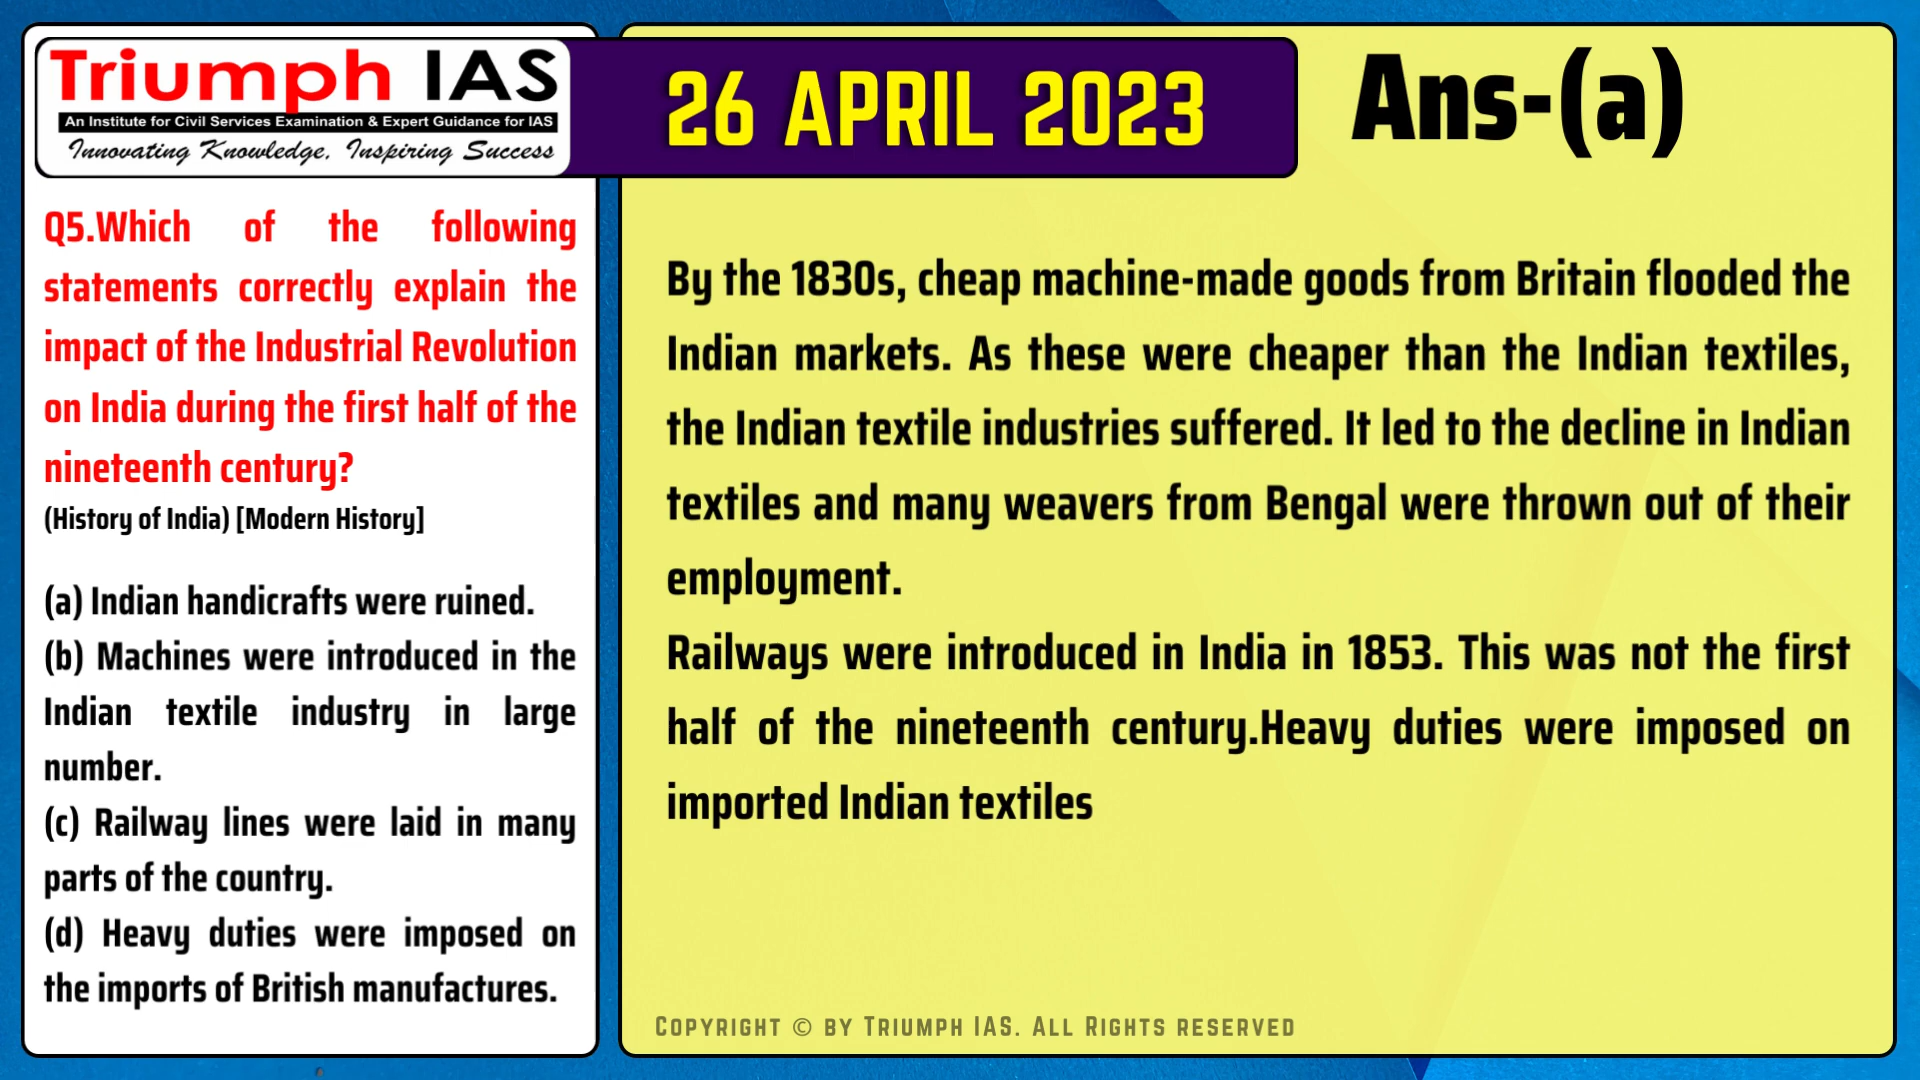 Triumph IAS
An Institute for Civil Services Examination & Expert Guidance for IAS
Innovating Knowledge, Inspiring Success
26 APRIL 2023
Ans-(a)
Q5.Which of the following
statements correctly explain the
impact of the Industrial Revolution
on India during the first half of the
nineteenth century?
(History of India) [Modern History]
(a) Indian handicrafts were ruined.
(b) Machines were introduced in the
Indian textile industry in large
number.
(c) Railway lines were laid in many
parts of the country.
(d) Heavy duties were imposed on
the imports of British manufactures.
By the 1830s, cheap machine-made goods from Britain flooded the
Indian markets. As these were cheaper than the Indian textiles,
the Indian textile industries suffered. It led to the decline in Indian
textiles and many weavers from Bengal were thrown out of their
employment.
Railways were introduced in India in 1853. This was not the first
half of the nineteenth century.Heavy duties were imposed on
imported Indian textiles
Copyright © by Triumph IAS. All Rights reserved